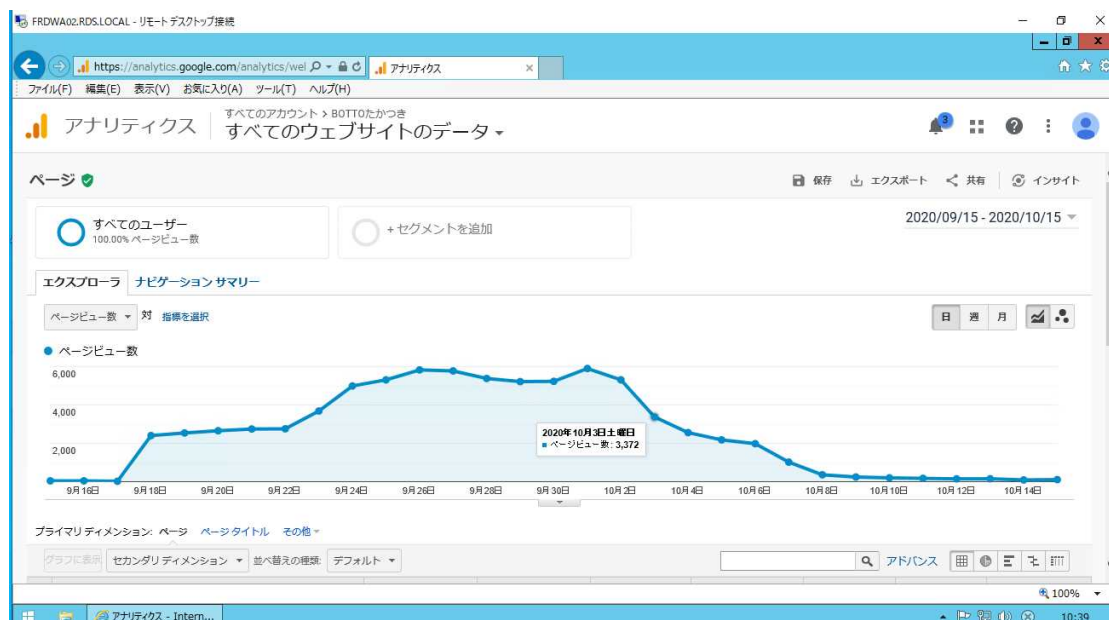 FRDWA02.RDS.LOCAL - リモート デスクトップ接続
https://analytics.google.com/analytics/wel
アナリティクス
ファイル(F) 編集(E) 表示(V) お気に入り(A) ツール(T) ヘルプ(H)
アナリティクス
すべてのアカウント > BOTTOたかつき
すべてのウェブサイトのデータ
3
ページ
保存 エクスポート 共有 インサイト
すべてのユーザー
100.00% ページビュー数
+ セグメントを追加
2020/09/15 - 2020/10/15
エクスプローラ ナビゲーション サマリー
ページビュー数 対 指標を選択
日 週 月
ページビュー数
6,000
4,000
2,000
2020年10月3日土曜日
ページビュー数: 3,372
9月16日 9月18日 9月20日 9月22日 9月24日 9月26日 9月28日 9月30日 10月2日 10月4日 10月6日 10月8日 10月10日 10月12日 10月14日
プライマリ ディメンション: ページ ページ タイトル その他
グラフに表示 セカンダリ ディメンション 並べ替えの種類: デフォルト
アドバンス
100%
アナリティクス - Intern...
10:39